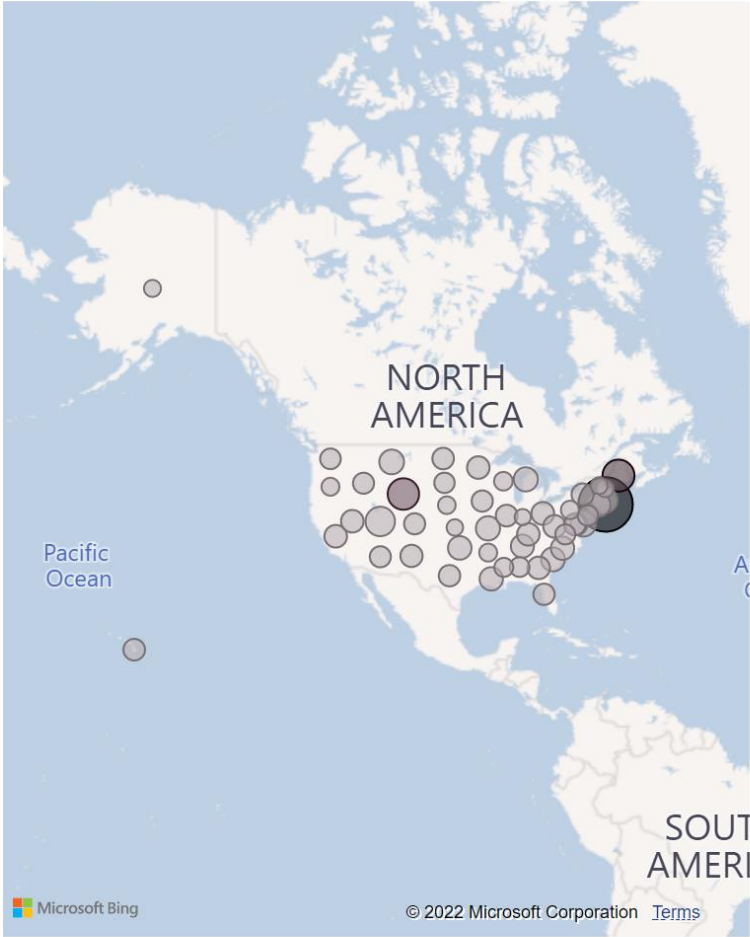 NORTH
AMERICA
Pacific
Ocean
A
SOUT
AMERI
Microsoft Bing
© 2022 Microsoft Corporation Terms